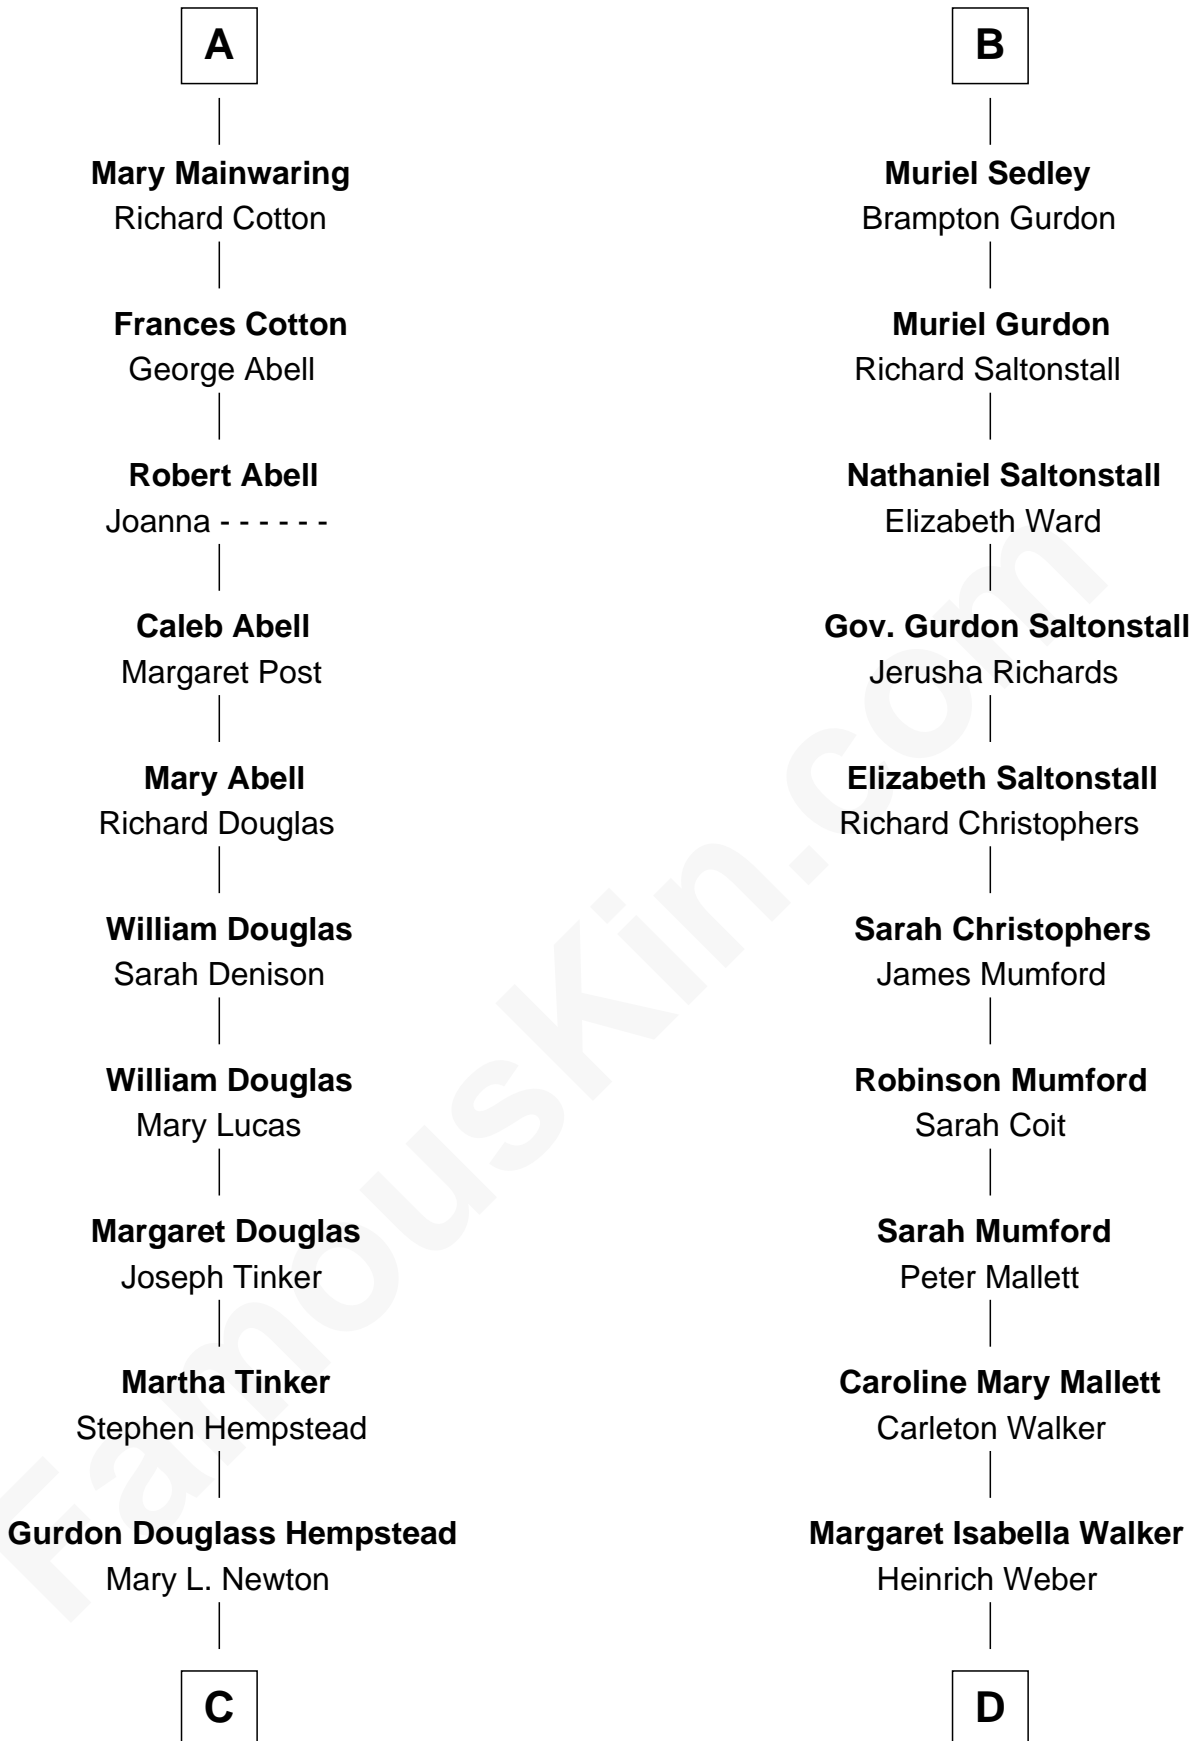 A
Mary Mainwaring
Richard Cotton
Frances Cotton
George Abell
Robert Abell
Joanna - - - - - -
Caleb Abell
Margaret Post
Mary Abell
Richard Douglas
William Douglas
Sarah Denison
William Douglas
Mary Lucas
Margaret Douglas
Joseph Tinker
Martha Tinker
Stephen Hempstead
Gurdon Douglass Hempstead
Mary L. Newton
C
B
Muriel Sedley
Brampton Gurdon
Muriel Gurdon
Richard Saltonstall
Nathaniel Saltonstall
Elizabeth Ward
Gov. Gurdon Saltonstall
Jerusha Richards
Elizabeth Saltonstall
Richard Christophers
Sarah Christophers
James Mumford
Robinson Mumford
Sarah Coit
Sarah Mumford
Peter Mallett
Caroline Mary Mallett
Carleton Walker
Margaret Isabella Walker
Heinrich Weber
D
FamousKin.com